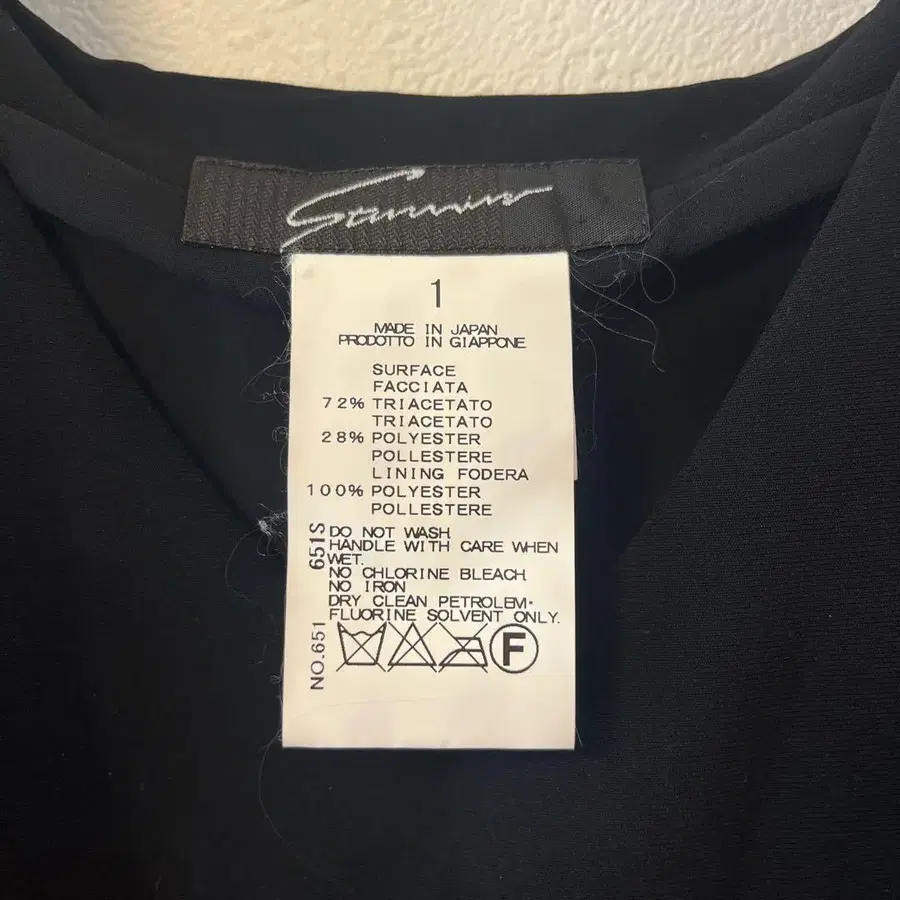 1
MADE IN JAPAN
PRODOTTO IN GIAPPONE
SURFACE
FACCIATA
72% TRIACETATO
TRIACETATO
28% POLYESTER
POLLESTERE
LINING FODERA
100% POLYESTER
POLLESTERE
DO NOT WASH
HANDLE WITH CARE WHEN
WET.
NO CHLORINE BLEACH
NO IRON
DRY CLEAN PETROLEM·
FLUORINE SOLVENT ONLY.
F
NO.651 651S